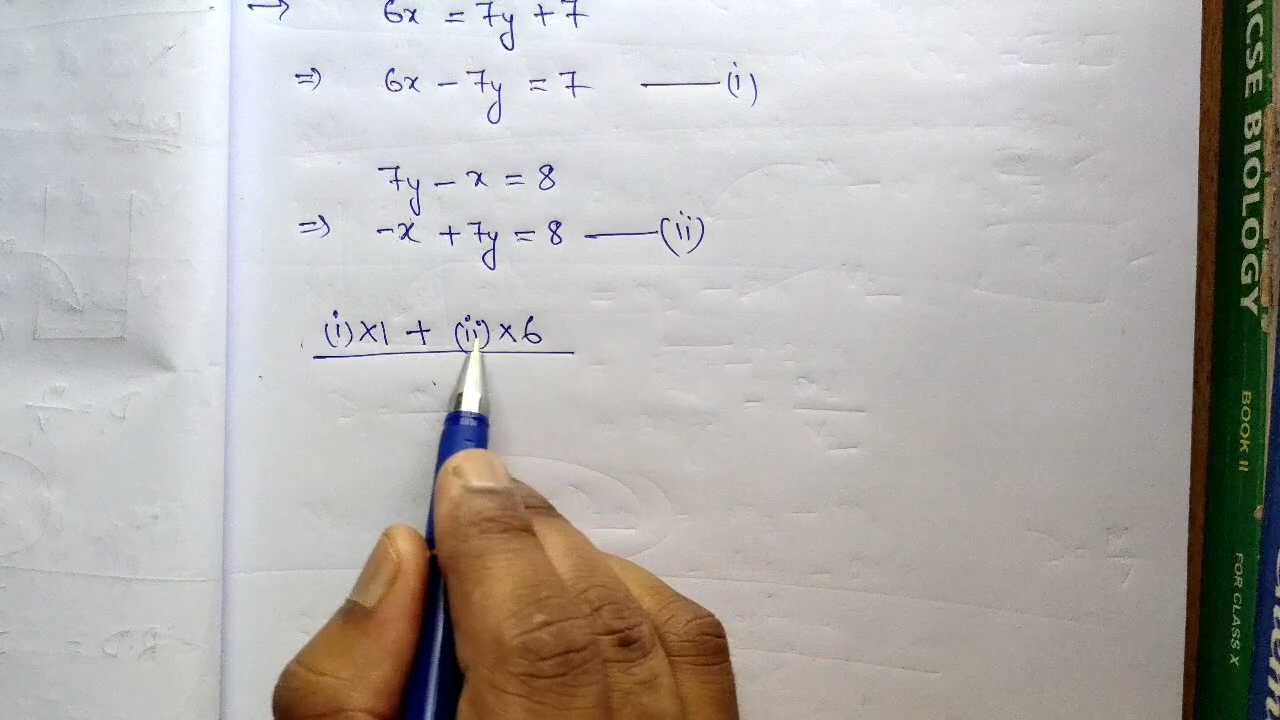 → 6x = 7y + 7
⇒ 6x - 7y = 7 —— (i)
7y - x = 8
⇒ -x + 7y = 8 —— (ii)
(i) × 1 + (ii) × 6
ICSE BIOLOGY
BOOK II
FOR CLASS X